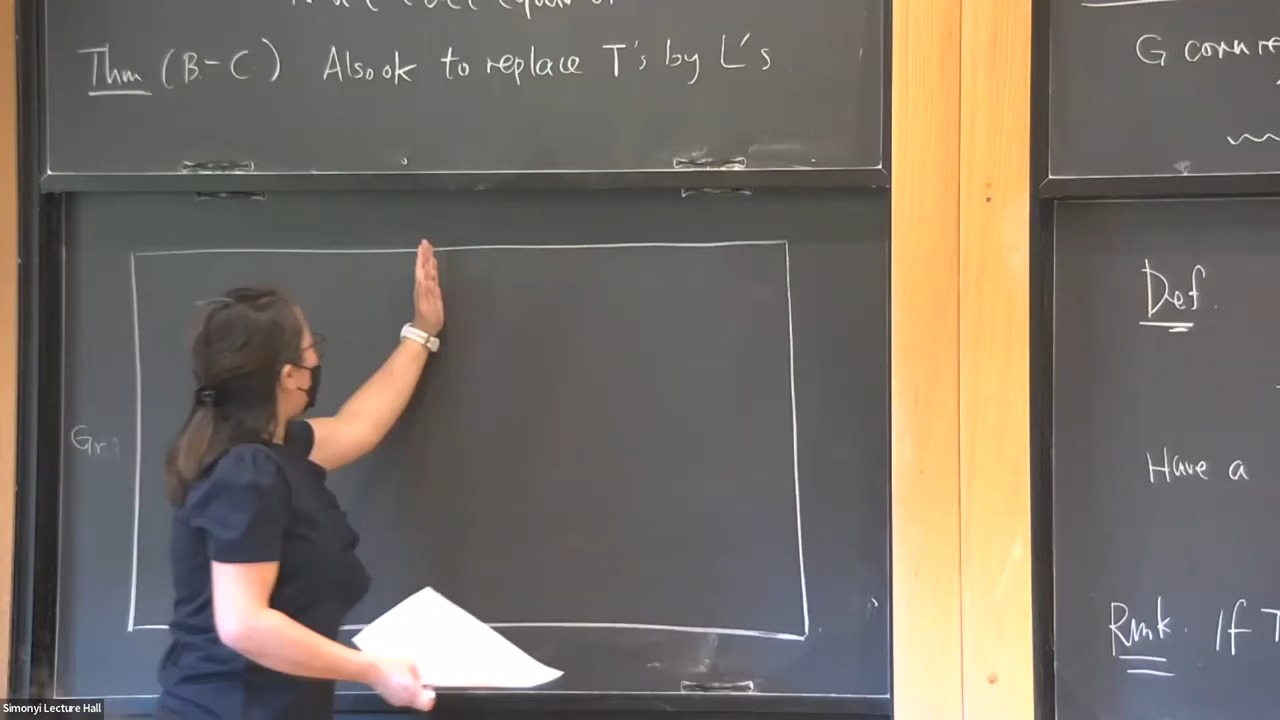 Thm (B-C) Also ok to replace T's by L's
Gr
G conn
Def.
Have a
Rmk. If T
Simonyi Lecture Hall